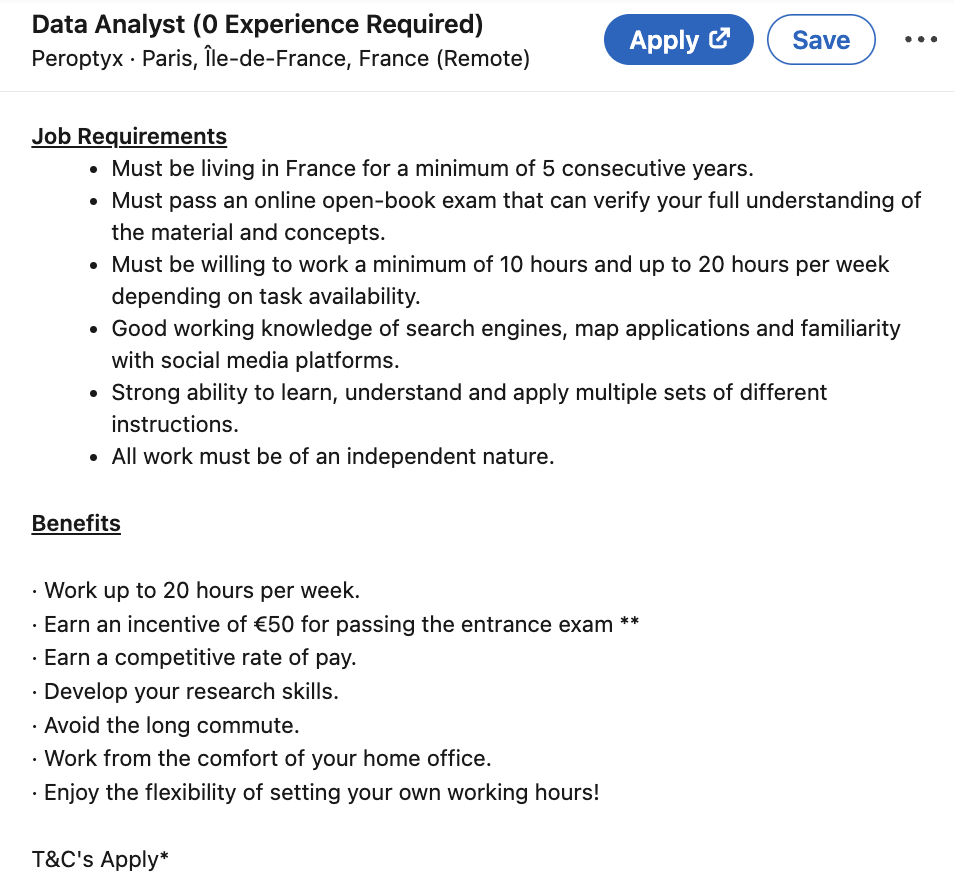 Data Analyst (0 Experience Required)
Peroptyx · Paris, Île-de-France, France (Remote)
Apply
Save
Job Requirements
• Must be living in France for a minimum of 5 consecutive years.
• Must pass an online open-book exam that can verify your full understanding of
the material and concepts.
• Must be willing to work a minimum of 10 hours and up to 20 hours per week
depending on task availability.
• Good working knowledge of search engines, map applications and familiarity
with social media platforms.
• Strong ability to learn, understand and apply multiple sets of different
instructions.
• All work must be of an independent nature.
Benefits
· Work up to 20 hours per week.
· Earn an incentive of €50 for passing the entrance exam **
· Earn a competitive rate of pay.
· Develop your research skills.
· Avoid the long commute.
· Work from the comfort of your home office.
· Enjoy the flexibility of setting your own working hours!
T&C's Apply*